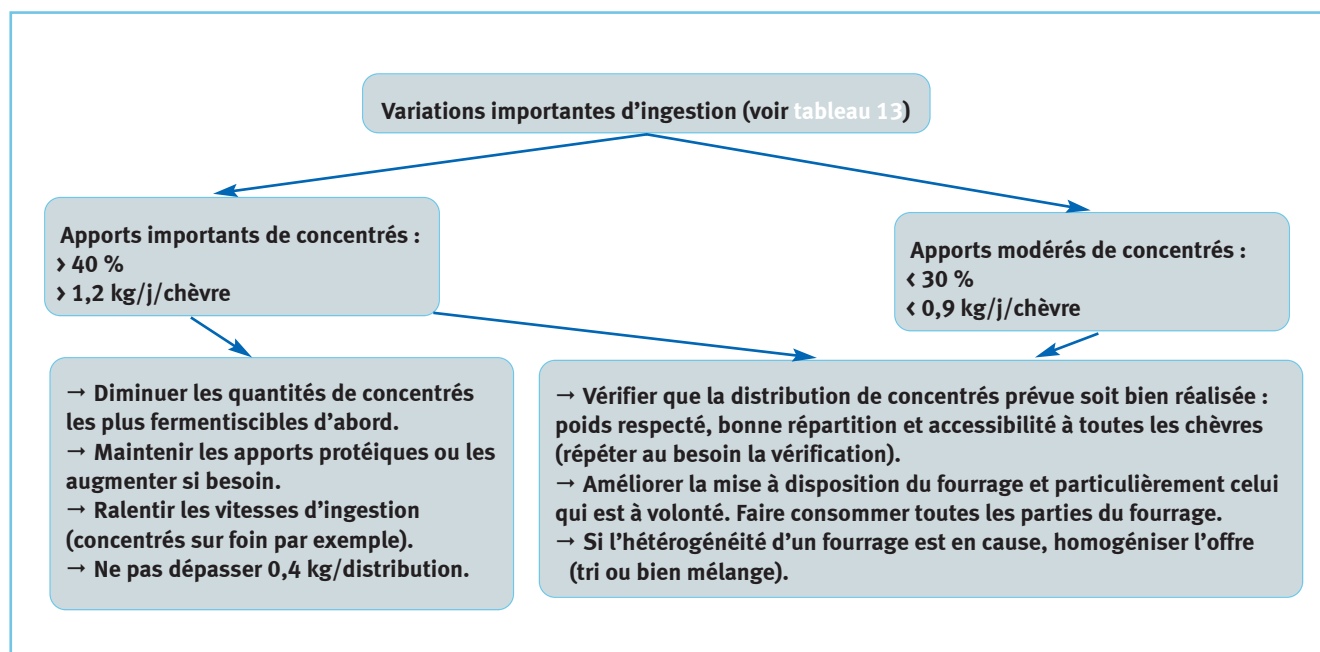 Variations importantes d'ingestion (voir tableau 13)
Apports importants de concentrés :
> 40 %
> 1,2 kg/j/chèvre
Apports modérés de concentrés :
< 30 %
< 0,9 kg/j/chèvre
→ Diminuer les quantités de concentrés
les plus fermentiscibles d'abord.
→ Maintenir les apports protéiques ou les
augmenter si besoin.
→ Ralentir les vitesses d'ingestion
(concentrés sur foin par exemple).
→ Ne pas dépasser 0,4 kg/distribution.
→ Vérifier que la distribution de concentrés prévue soit bien réalisée :
poids respecté, bonne répartition et accessibilité à toutes les chèvres
(répéter au besoin la vérification).
→ Améliorer la mise à disposition du fourrage et particulièrement celui
qui est à volonté. Faire consommer toutes les parties du fourrage.
→ Si l'hétérogénéité d'un fourrage est en cause, homogéniser l'offre
(tri ou bien mélange).